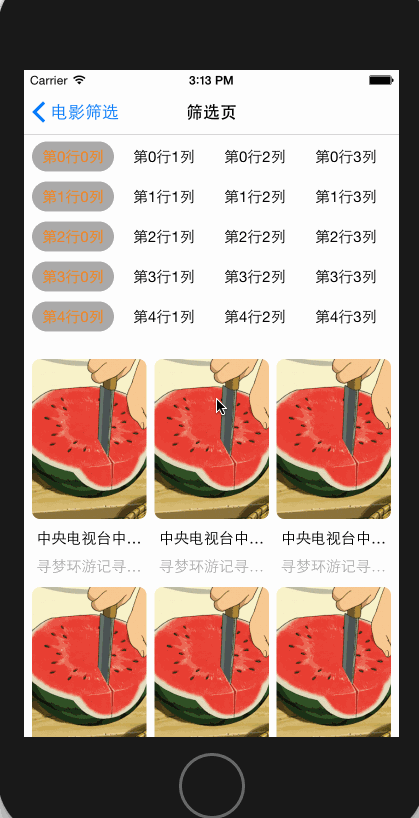 Carrier 3:13 PM
电影筛选 筛选页
第0行0列 第0行1列 第0行2列 第0行3列
第1行0列 第1行1列 第1行2列 第1行3列
第2行0列 第2行1列 第2行2列 第2行3列
第3行0列 第3行1列 第3行2列 第3行3列
第4行0列 第4行1列 第4行2列 第4行3列
中央电视台中... 中央电视台中... 中央电视台中...
寻梦环游记寻... 寻梦环游记寻... 寻梦环游记寻...